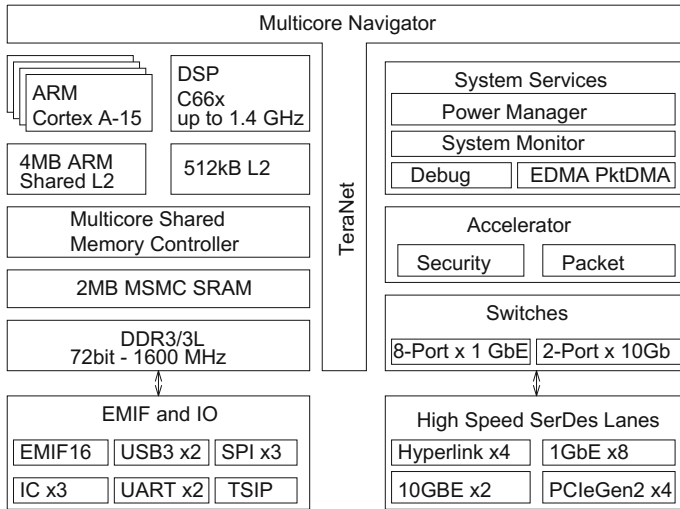 Multicore Navigator
ARM
Cortex A-15
DSP
C66x
up to 1.4 GHz
4MB ARM
Shared L2
512kB L2
Multicore Shared
Memory Controller
2MB MSMC SRAM
DDR3/3L
72bit - 1600 MHz
EMIF and IO
EMIF16
USB3 x2
SPI x3
IC x3
UART x2
TSIP
TeraNet
System Services
Power Manager
System Monitor
Debug
EDMA PktDMA
Accelerator
Security
Packet
Switches
8-Port x 1 GbE
2-Port x 10Gb
High Speed SerDes Lanes
Hyperlink x4
1GbE x8
10GBE x2
PCIeGen2 x4